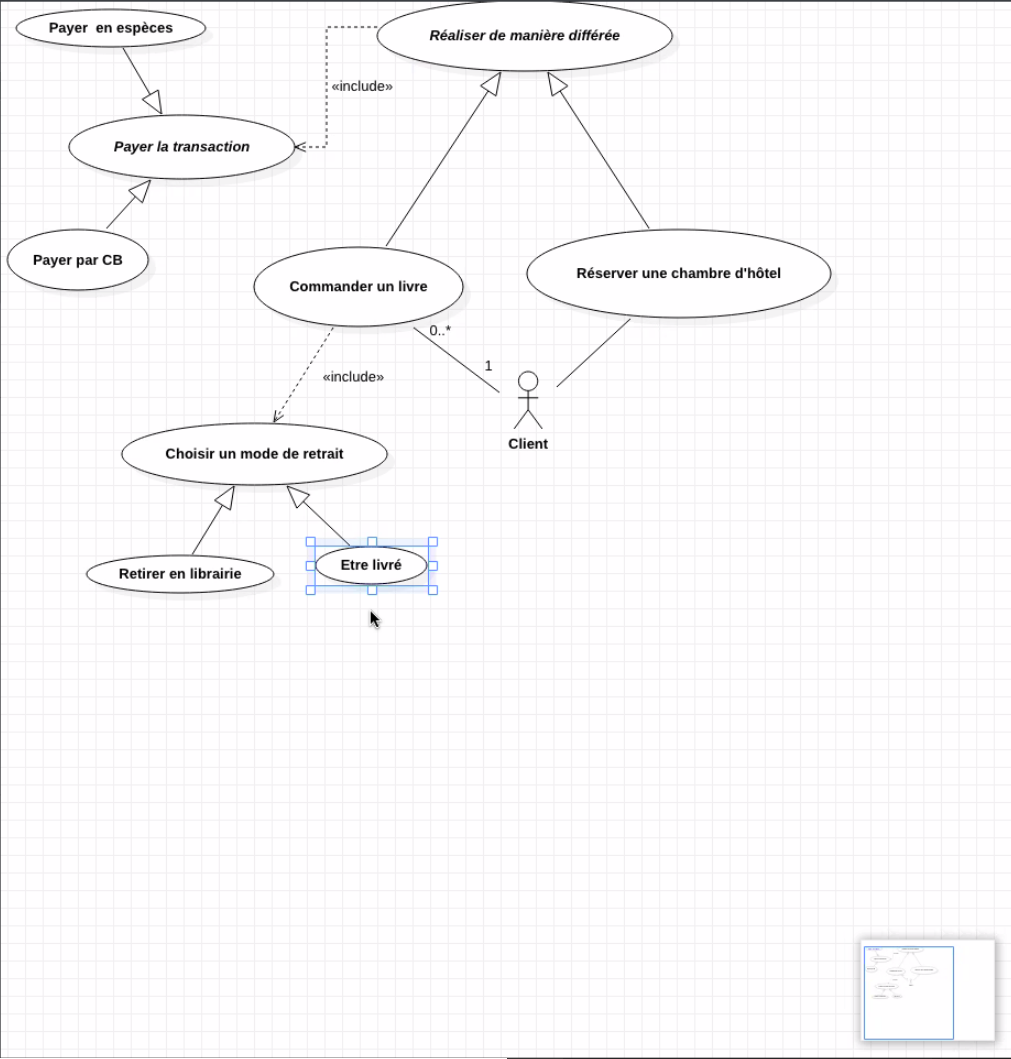 Payer  en espèces
Réaliser de manière différée
«include»
Payer la transaction
Payer par CB
Commander un livre
Réserver une chambre d'hôtel
0..*
1
«include»
Client
Choisir un mode de retrait
Retirer en librairie
Etre livré